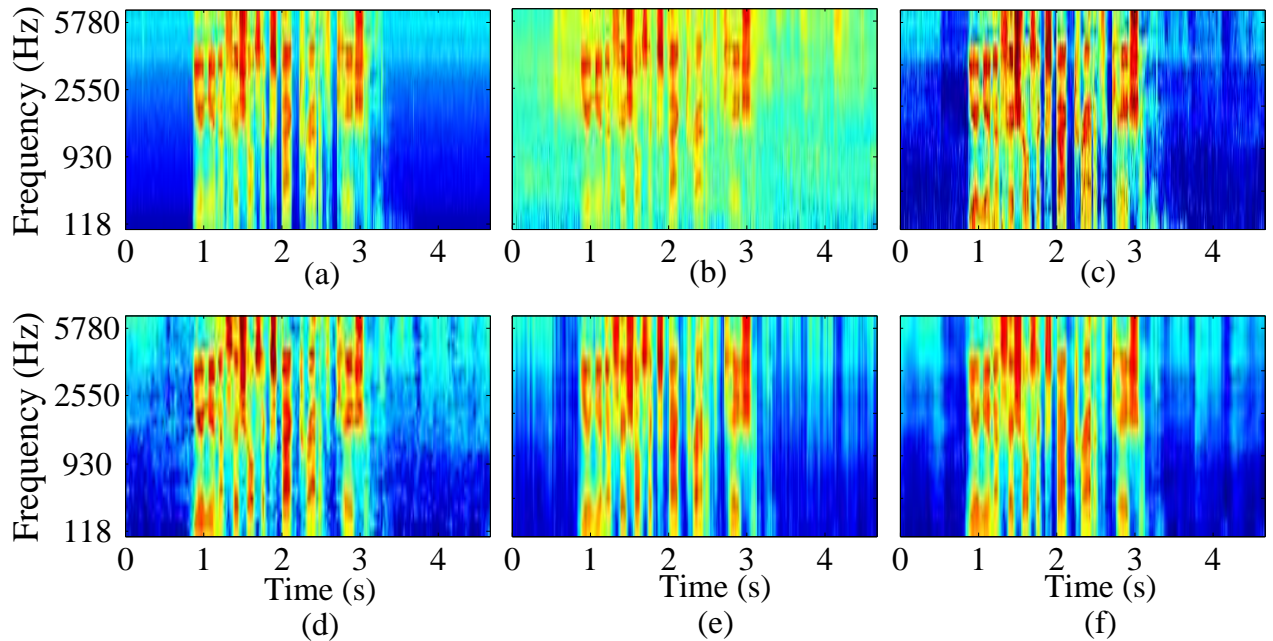 Frequency (Hz)
5780
2550
930
118
0 1 2 3 4
0 1 2 3 4
0 1 2 3 4
(a)
(b)
(c)
Frequency (Hz)
5780
2550
930
118
0 1 2 3 4
0 1 2 3 4
0 1 2 3 4
Time (s)
Time (s)
Time (s)
(d)
(e)
(f)